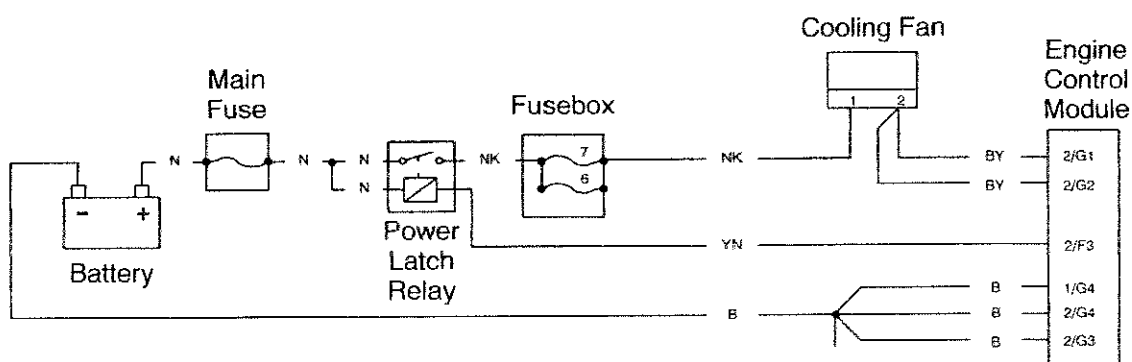 Cooling Fan
1 2
Engine
Control
Module
Main
Fuse
Fusebox
N N N NK 7 NK BY 2/G1
N 6 BY 2/G2
- +
Battery
Power
Latch
Relay
YN 2/F3
B 1/G4
B B 2/G4
B 2/G3